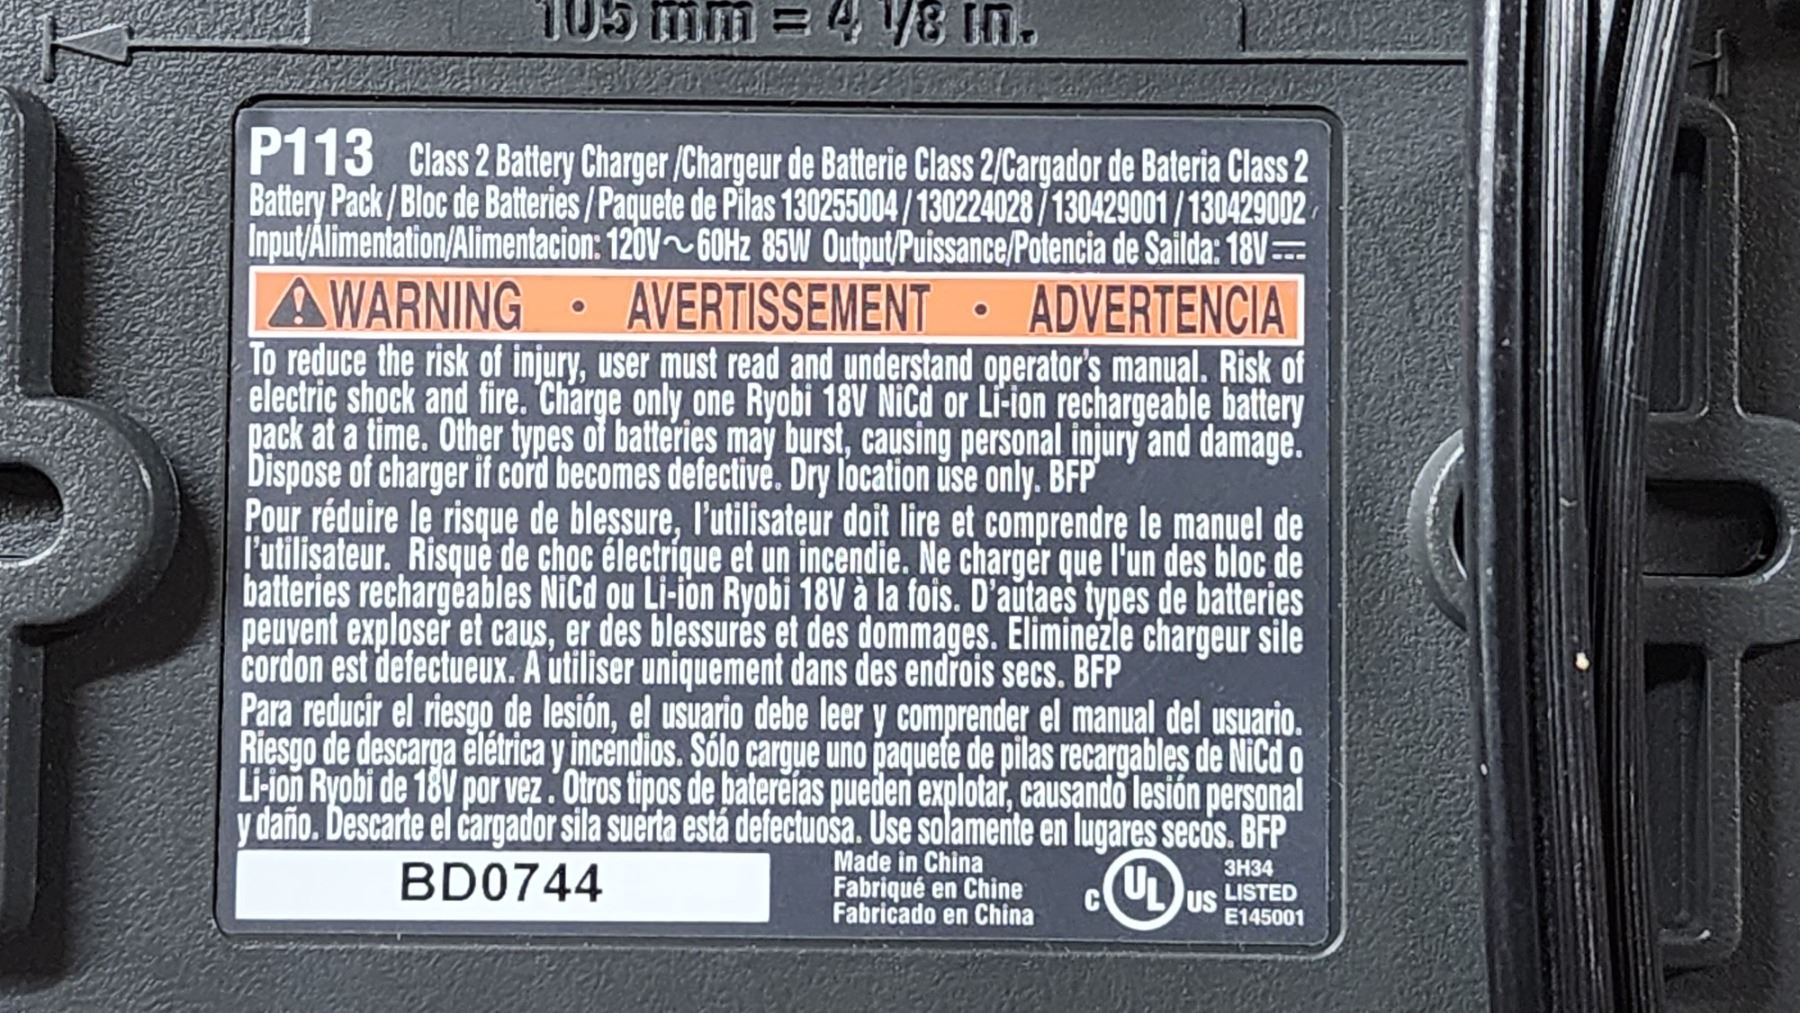 105 mm = 4 1/8 in.
P113 Class 2 Battery Charger /Chargeur de Batterie Class 2/Cargador de Bateria Class 2
Battery Pack / Bloc de Batteries / Paquete de Pilas 130255004 / 130224028 / 130429001 / 130429002
Input/Alimentation/Alimentacion: 120V～60Hz 85W Output/Puissance/Potencia de Sailda: 18V⎓
⚠WARNING • AVERTISSEMENT • ADVERTENCIA
To reduce the risk of injury, user must read and understand operator's manual. Risk of
electric shock and fire. Charge only one Ryobi 18V NiCd or Li-ion rechargeable battery
pack at a time. Other types of batteries may burst, causing personal injury and damage.
Dispose of charger if cord becomes defective. Dry location use only. BFP
Pour réduire le risque de blessure, l'utilisateur doit lire et comprendre le manuel de
l'utilisateur. Risque de choc électrique et un incendie. Ne charger que l'un des bloc de
batteries rechargeables NiCd ou Li-ion Ryobi 18V à la fois. D'autaes types de batteries
peuvent exploser et caus, er des blessures et des dommages. Eliminezle chargeur sile
cordon est defectueux. A utiliser uniquement dans des endrois secs. BFP
Para reducir el riesgo de lesión, el usuario debe leer y comprender el manual del usuario.
Riesgo de descarga elétrica y incendios. Sólo cargue uno paquete de pilas recargables de NiCd o
Li-ion Ryobi de 18V por vez . Otros tipos de batereías pueden explotar, causando lesión personal
y daño. Descarte el cargador sila suerta está defectuosa. Use solamente en lugares secos. BFP
BD0744
Made in China
Fabriqué en Chine
Fabricado en China
C UL US
3H34
LISTED
E145001